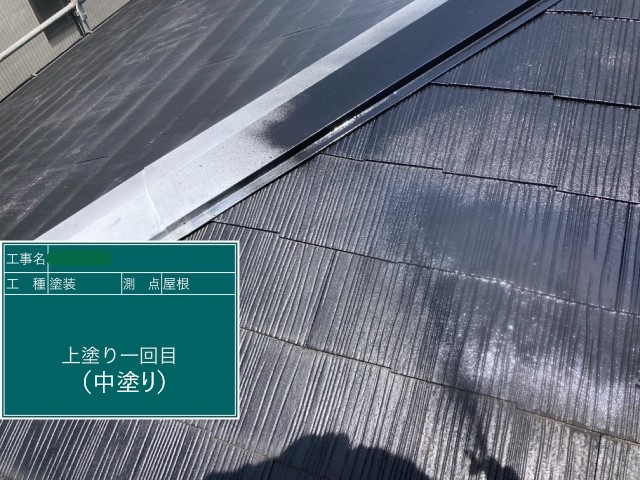 工事名
工 種 塗装 測 点 屋根
上塗り一回目
(中塗り)